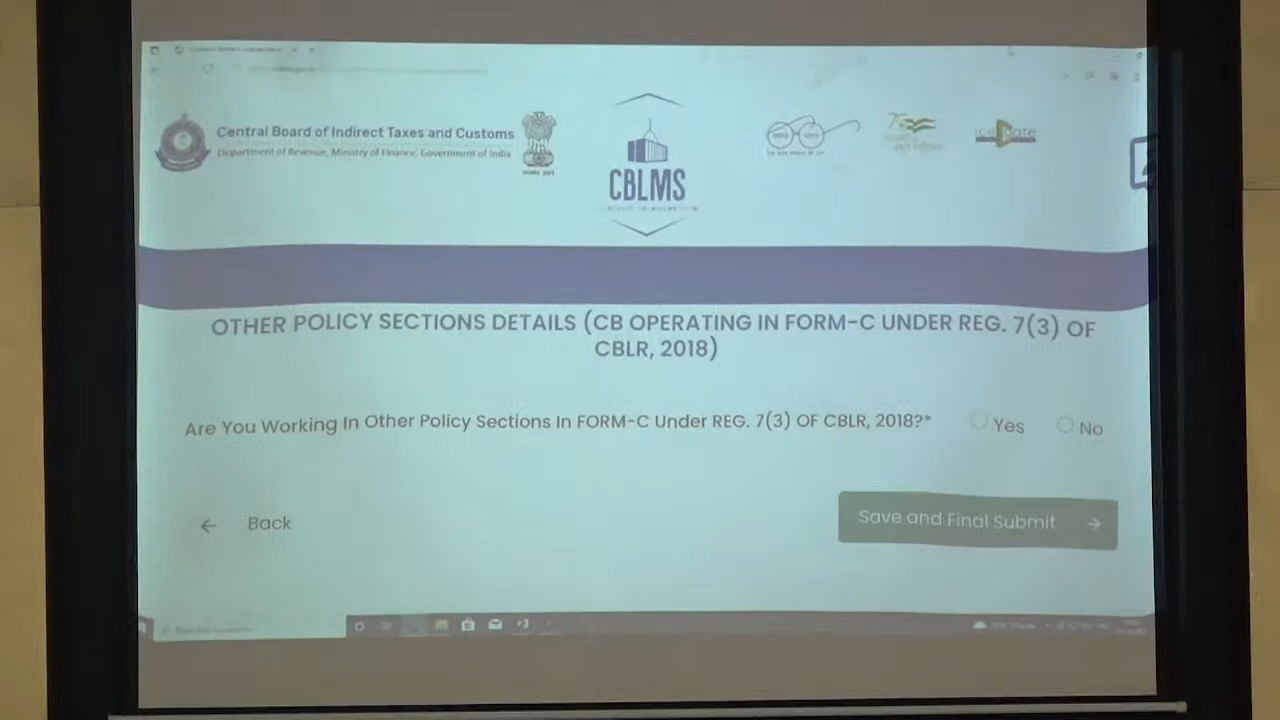 Central Board of Indirect Taxes and Customs
Department of Revenue, Ministry of Finance, Government of India
CBLMS
OTHER POLICY SECTIONS DETAILS (CB OPERATING IN FORM-C UNDER REG. 7(3) OF
CBLR, 2018)
Are You Working In Other Policy Sections In FORM-C Under REG. 7(3) OF CBLR, 2018?*
Yes
No
Back
Save and Final Submit